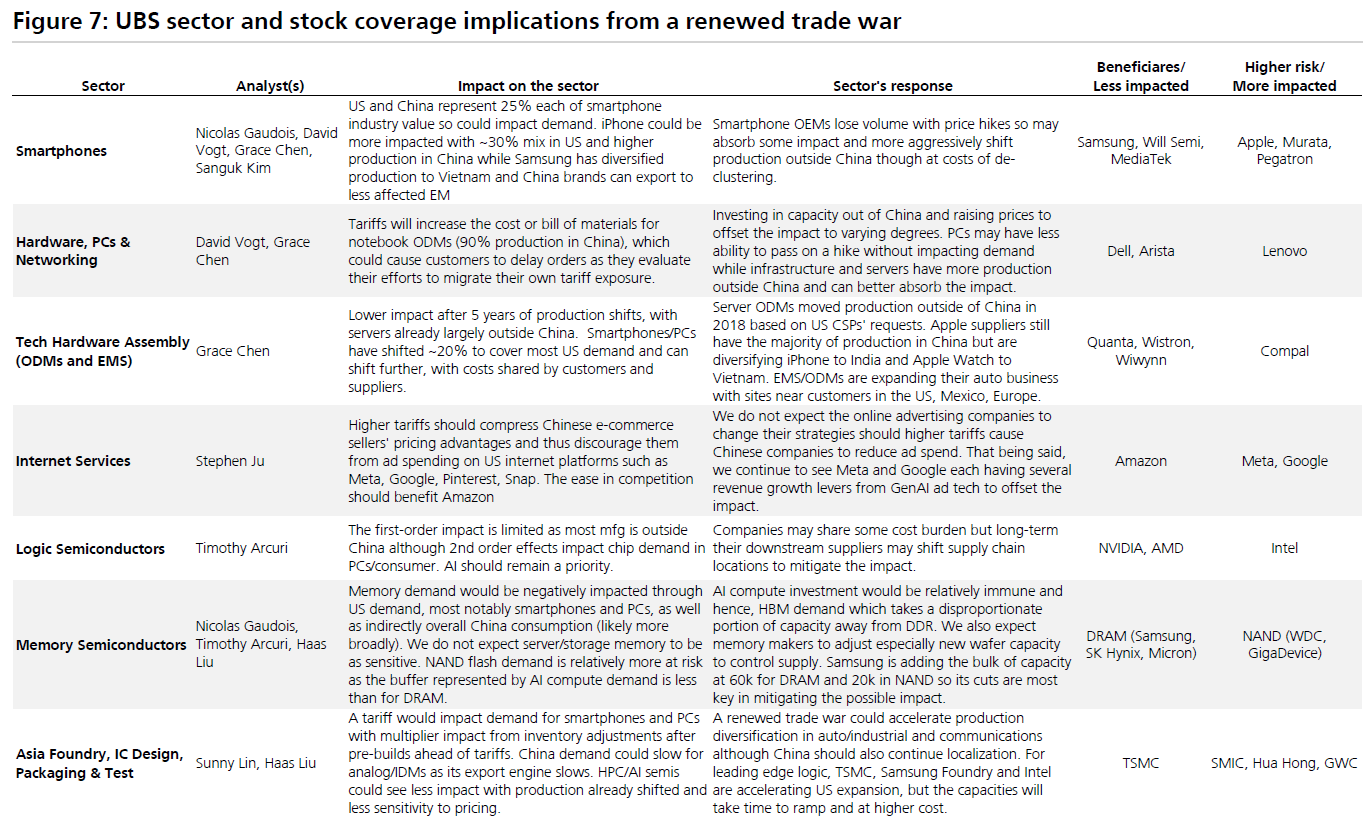 Figure 7: UBS sector and stock coverage implications from a renewed trade war
Sector
Analyst(s)
Impact on the sector
Sector's response
Beneficiares/
Less impacted
Higher risk/
More impacted
Smartphones
Nicolas Gaudois, David
Vogt, Grace Chen,
Sanguk Kim
US and China represent 25% each of smartphone
industry value so could impact demand. iPhone could be
more impacted with ~30% mix in US and higher
production in China while Samsung has diversified
production to Vietnam and China brands can export to
less affected EM
Smartphone OEMs lose volume with price hikes so may
absorb some impact and more aggressively shift
production outside China though at costs of de-
clustering.
Samsung, Will Semi,
MediaTek
Apple, Murata,
Pegatron
Hardware, PCs &
Networking
David Vogt, Grace
Chen
Tariffs will increase the cost or bill of materials for
notebook ODMs (90% production in China), which
could cause customers to delay orders as they evaluate
their efforts to migrate their own tariff exposure.
Investing in capacity out of China and raising prices to
offset the impact to varying degrees. PCs may have less
ability to pass on a hike without impacting demand
while infrastructure and servers have more production
outside China and can better absorb the impact.
Dell, Arista
Lenovo
Tech Hardware Assembly
(ODMs and EMS)
Grace Chen
Lower impact after 5 years of production shifts, with
servers already largely outside China.  Smartphones/PCs
have shifted ~20% to cover most US demand and can
shift further, with costs shared by customers and
suppliers.
Server ODMs moved production outside of China in
2018 based on US CSPs' requests. Apple suppliers still
have the majority of production in China but are
diversifying iPhone to India and Apple Watch to
Vietnam. EMS/ODMs are expanding their auto business
with sites near customers in the US, Mexico, Europe.
Quanta, Wistron,
Wiwynn
Compal
Internet Services
Stephen Ju
Higher tariffs should compress Chinese e-commerce
sellers' pricing advantages and thus discourage them
from ad spending on US internet platforms such as
Meta, Google, Pinterest, Snap. The ease in competition
should benefit Amazon
We do not expect the online advertising companies to
change their strategies should higher tariffs cause
Chinese companies to reduce ad spend. That being said,
we continue to see Meta and Google each having several
revenue growth levers from GenAI ad tech to offset the
impact.
Amazon
Meta, Google
Logic Semiconductors
Timothy Arcuri
The first-order impact is limited as most mfg is outside
China although 2nd order effects impact chip demand in
PCs/consumer. AI should remain a priority.
Companies may share some cost burden but long-term
their downstream suppliers may shift supply chain
locations to mitigate the impact.
NVIDIA, AMD
Intel
Memory Semiconductors
Nicolas Gaudois,
Timothy Arcuri, Haas
Liu
Memory demand would be negatively impacted through
US demand, most notably smartphones and PCs, as well
as indirectly overall China consumption (likely more
broadly). We do not expect server/storage memory to be
as sensitive. NAND flash demand is relatively more at risk
as the buffer represented by AI compute demand is less
than for DRAM.
AI compute investment would be relatively immune and
hence, HBM demand which takes a disproportionate
portion of capacity away from DDR. We also expect
memory makers to adjust especially new wafer capacity
to control supply. Samsung is adding the bulk of capacity
at 60k for DRAM and 20k in NAND so its cuts are most
key in mitigating the possible impact.
DRAM (Samsung,
SK Hynix, Micron)
NAND (WDC,
GigaDevice)
Asia Foundry, IC Design,
Packaging & Test
Sunny Lin, Haas Liu
A tariff would impact demand for smartphones and PCs
with multiplier impact from inventory adjustments after
pre-builds ahead of tariffs. China demand could slow for
analog/IDMs as its export engine slows. HPC/AI semis
could see less impact with production already shifted and
less sensitivity to pricing.
A renewed trade war could accelerate production
diversification in auto/industrial and communications
although China should also continue localization. For
leading edge logic, TSMC, Samsung Foundry and Intel
are accelerating US expansion, but the capacities will
take time to ramp and at higher cost.
TSMC
SMIC, Hua Hong, GWC